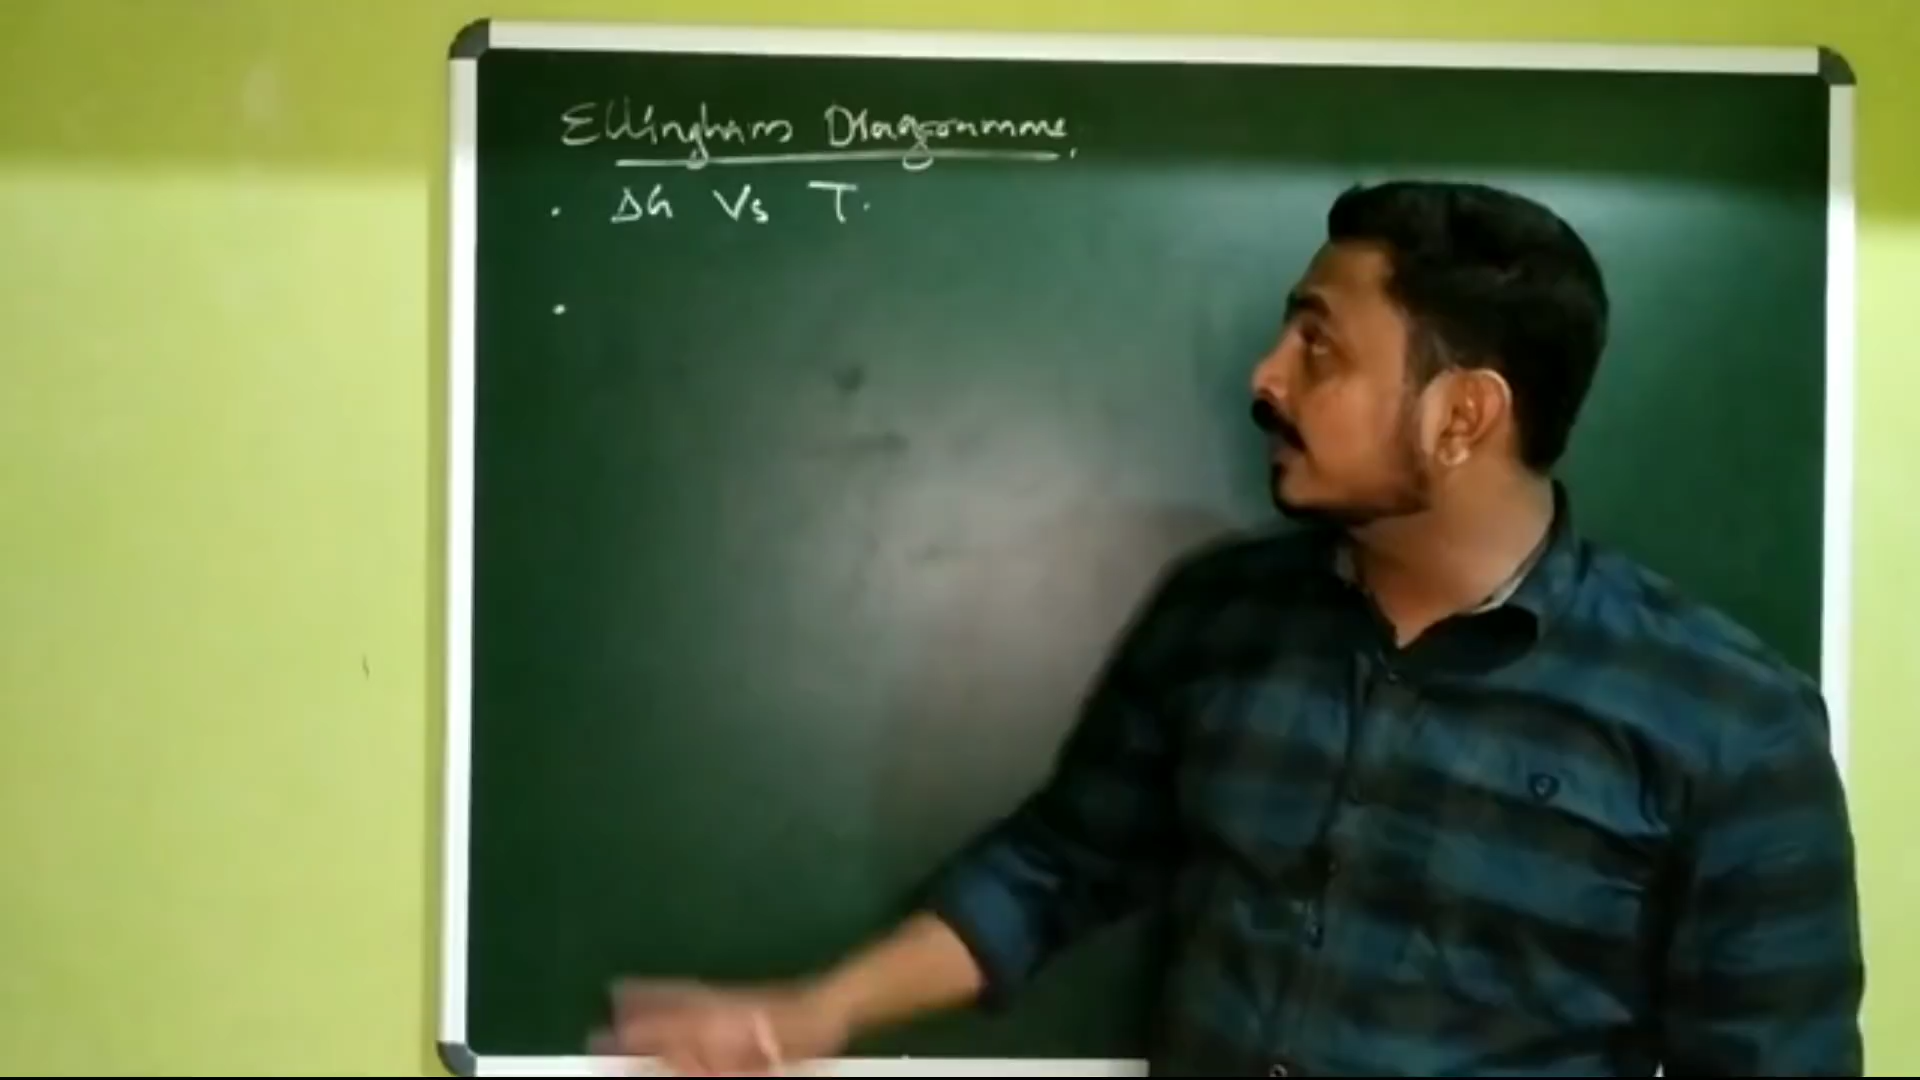 Ellingham Diagramme,
. ΔG Vs T.
.